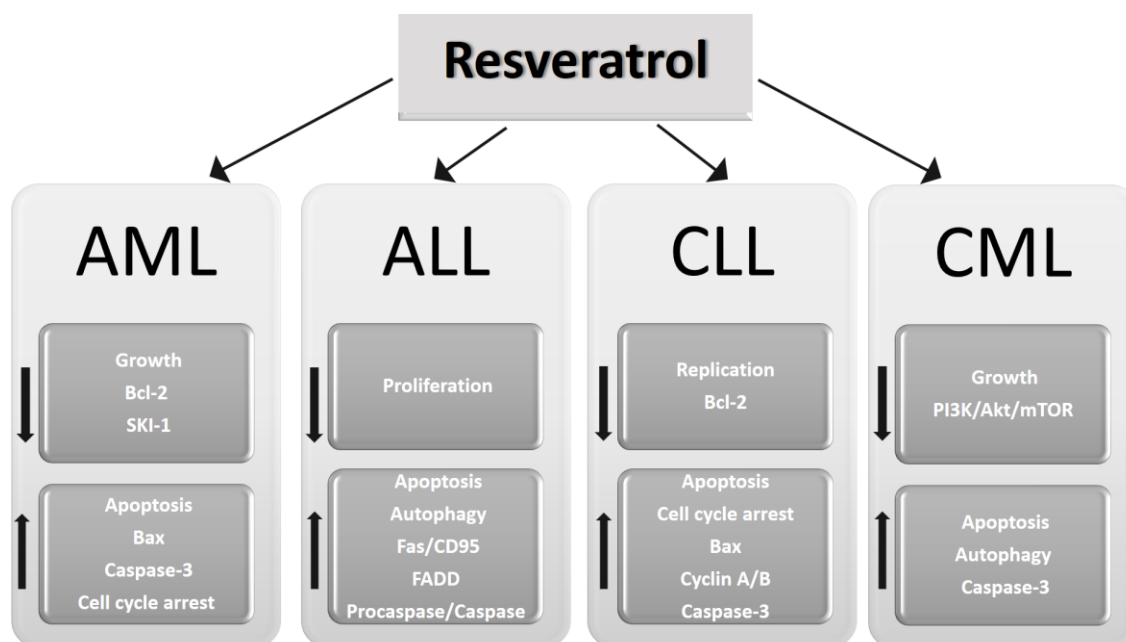 Resveratrol
AML
Growth
Bcl-2
SKI-1
Apoptosis
Bax
Caspase-3
Cell cycle arrest
ALL
Proliferation
Apoptosis
Autophagy
Fas/CD95
FADD
Procaspase/Caspase
CLL
Replication
Bcl-2
Apoptosis
Cell cycle arrest
Bax
Cyclin A/B
Caspase-3
CML
Growth
PI3K/Akt/mTOR
Apoptosis
Autophagy
Caspase-3